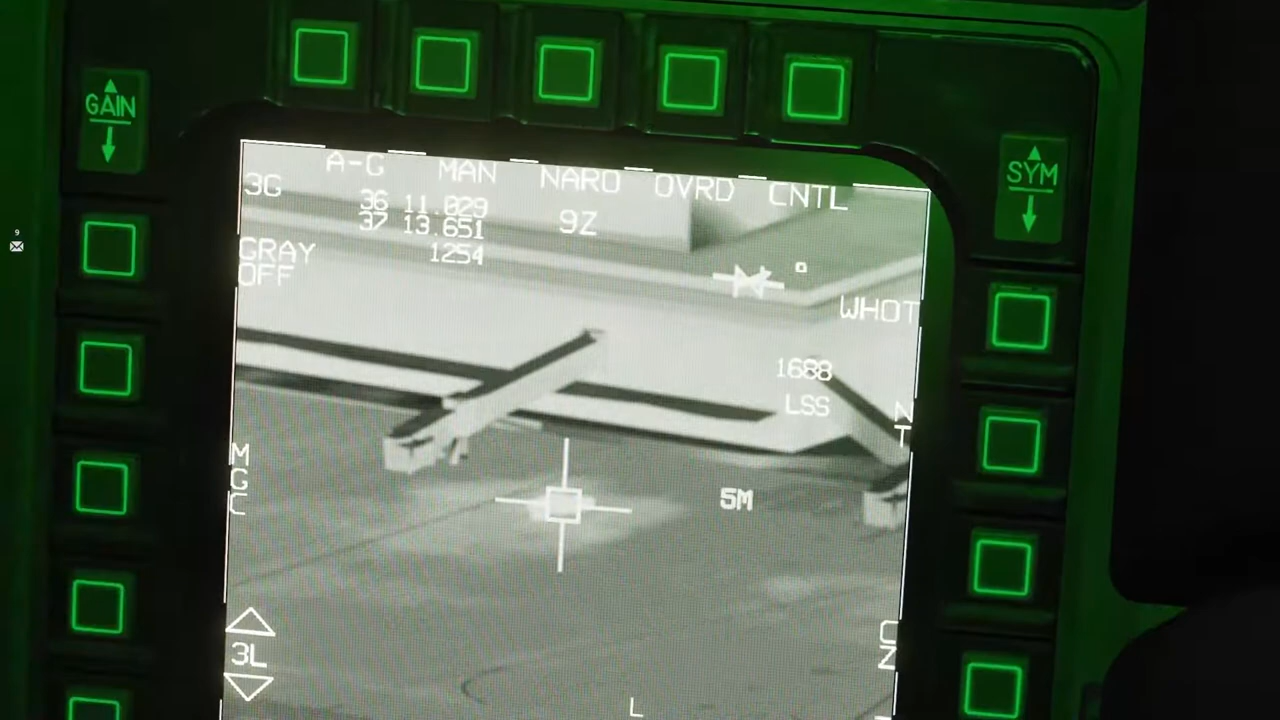 GAIN
SYM
A-G MAN NARO OVRD CNTL
3G
36 11.029
37 13.651
9Z
1254
GRAY
OFF
WHOT
1688
LSS
N
T
M
G
C
5M
9
3L
C
Z
L